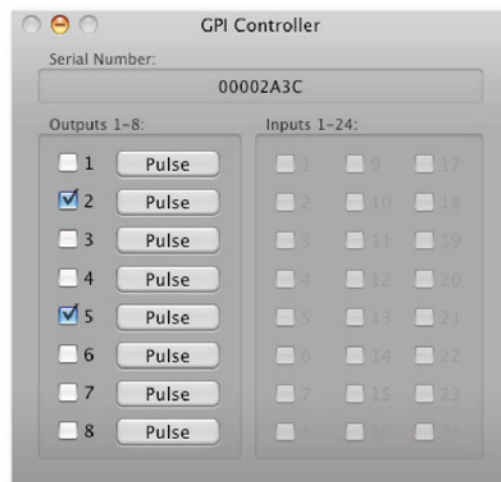 GPI Controller
Serial Number:
00002A3C
Outputs 1-8: Inputs 1-24:
1 Pulse 1 9 17
2 Pulse 2 10 18
3 Pulse 3 11 19
4 Pulse 4 12 20
5 Pulse 5 13 21
6 Pulse 6 14 22
7 Pulse 7 15 23
8 Pulse 8 16 24